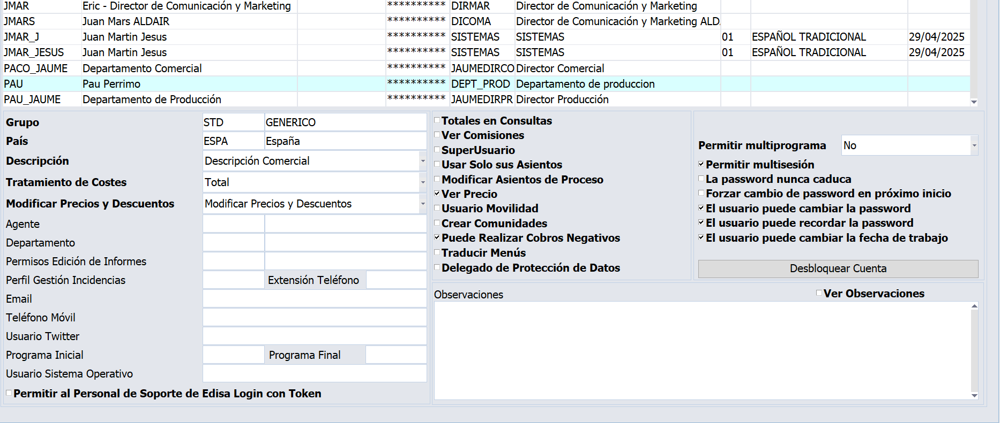 JMAR Eric - Director de Comunicación y Marketing ********** DIRMAR Director de Comunicación y Marketing
JMARS Juan Mars ALDAIR ********** DICOMA Director de Comunicación y Marketing ALD
JMAR_J Juan Martin Jesus ********** SISTEMAS SISTEMAS 01 ESPAÑOL TRADICIONAL 29/04/2025
JMAR_JESUS Juan Martin Jesus ********** SISTEMAS SISTEMAS 01 ESPAÑOL TRADICIONAL 29/04/2025
PACO_JAUME Departamento Comercial ********** JAUMEDIRCO Director Comercial
PAU Pau Perrimo ********** DEPT_PROD Departamento de produccion
PAU_JAUME Departamento de Producción ********** JAUMEDIRPR Director Producción
Grupo STD GENERICO
País ESPA España
Descripción Descripción Comercial
Tratamiento de Costes Total
Modificar Precios y Descuentos Modificar Precios y Descuentos
Agente
Departamento
Permisos Edición de Informes
Perfil Gestión Incidencias Extensión Teléfono
Email
Teléfono Móvil
Usuario Twitter
Programa Inicial Programa Final
Usuario Sistema Operativo
Permitir al Personal de Soporte de Edisa Login con Token
Totales en Consultas
Ver Comisiones
SuperUsuario
Usar Solo sus Asientos
Modificar Asientos de Proceso
Ver Precio
Usuario Movilidad
Crear Comunidades
Puede Realizar Cobros Negativos
Traducir Menús
Delegado de Protección de Datos
Permitir multiprograma No
Permitir multisesión
La password nunca caduca
Forzar cambio de password en próximo inicio
El usuario puede cambiar la password
El usuario puede recordar la password
El usuario puede cambiar la fecha de trabajo
Desbloquear Cuenta
Observaciones Ver Observaciones